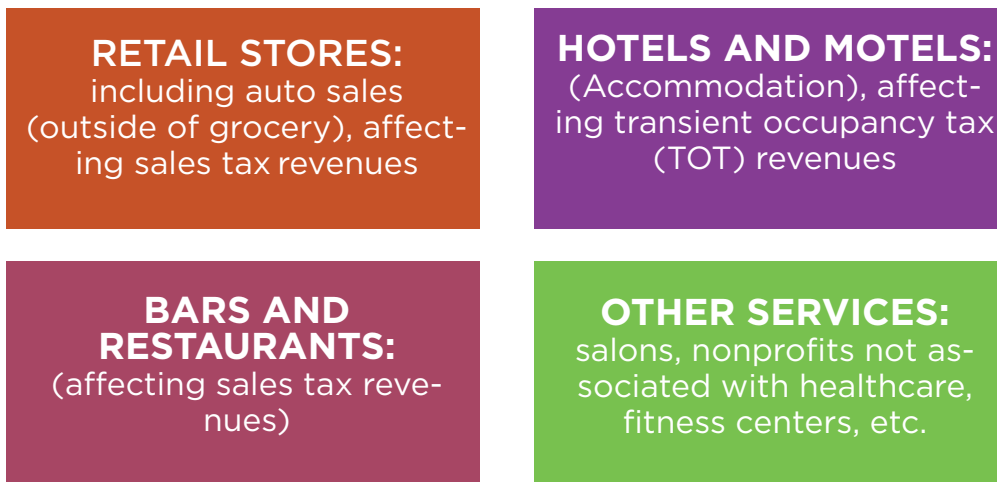 RETAIL STORES:
including auto sales
(outside of grocery), affect-
ing sales tax revenues
HOTELS AND MOTELS:
(Accommodation), affect-
ing transient occupancy tax
(TOT) revenues
BARS AND
RESTAURANTS:
(affecting sales tax reve-
nues)
OTHER SERVICES:
salons, nonprofits not as-
sociated with healthcare,
fitness centers, etc.